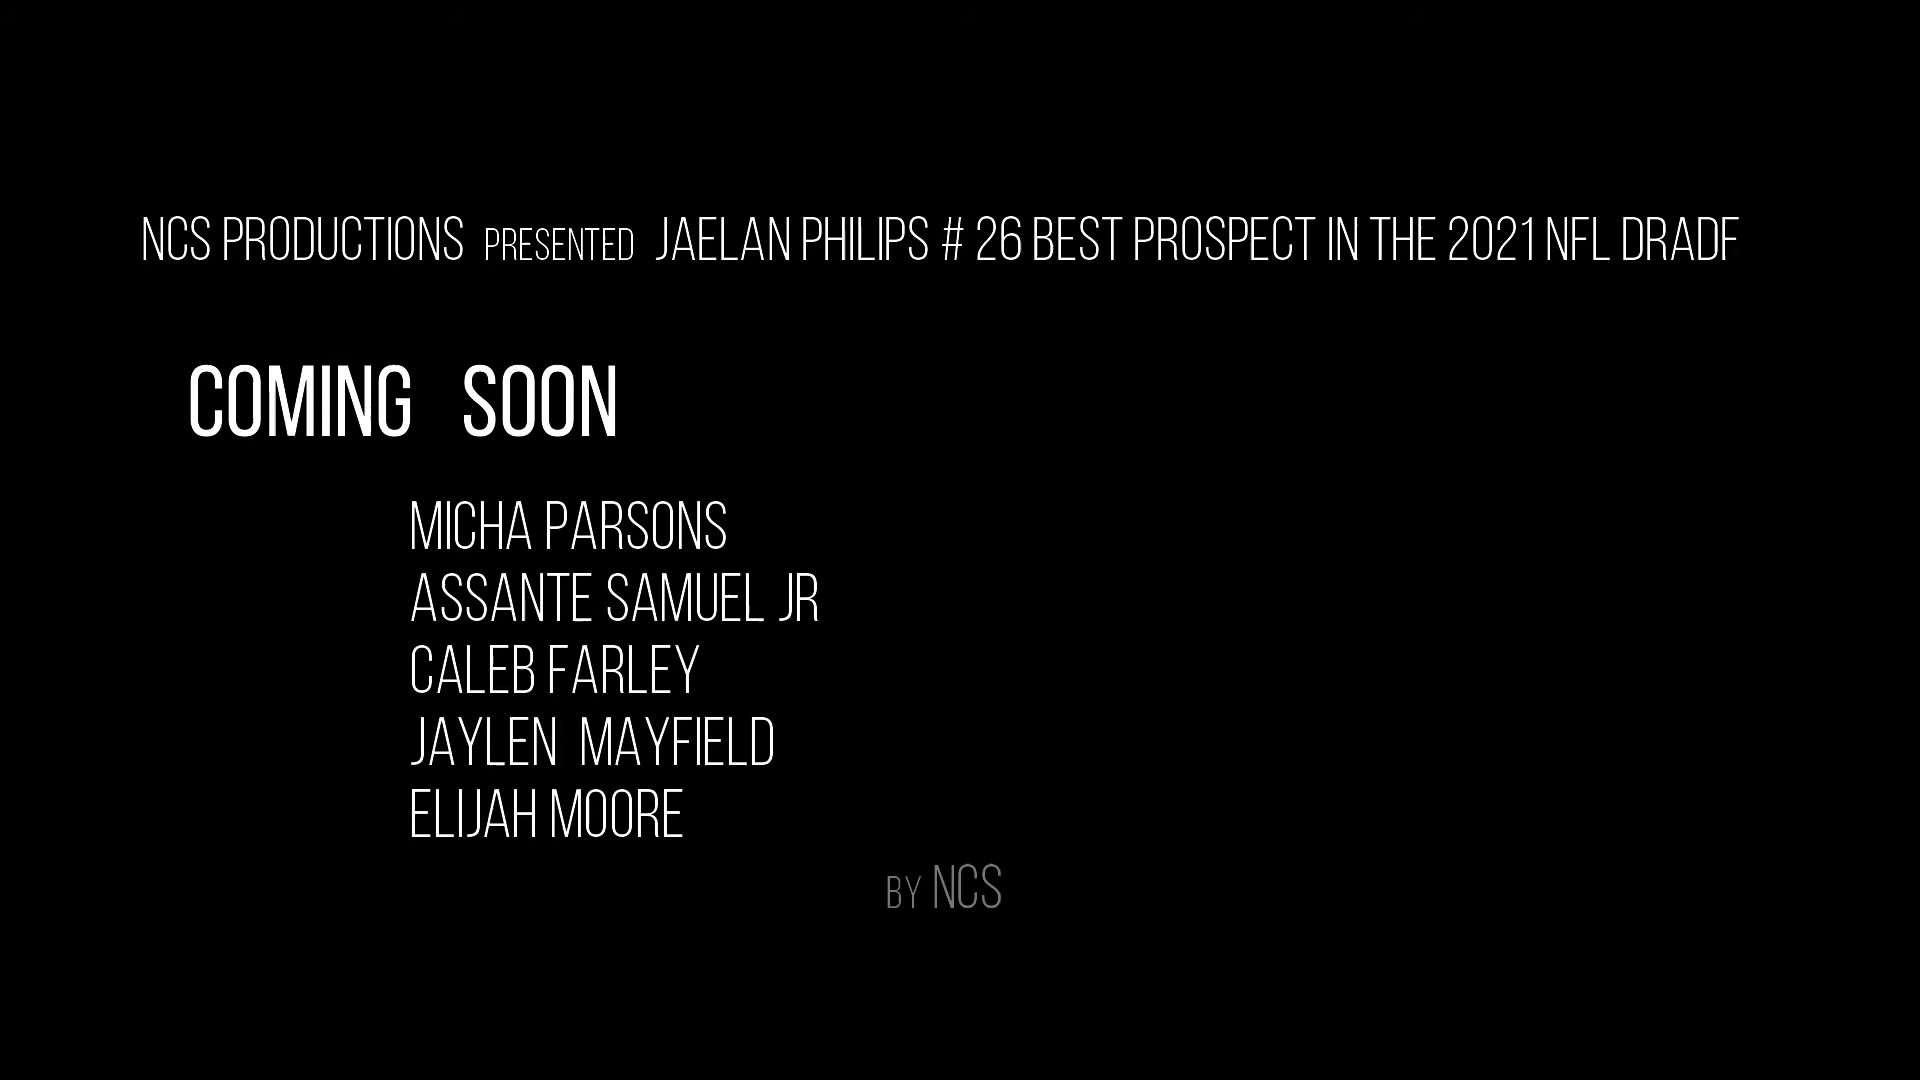 NCS PRODUCTIONS PRESENTED JAELAN PHILIPS # 26 BEST PROSPECT IN THE 2021 NFL DRADF
COMING SOON
MICHA PARSONS
ASSANTE SAMUEL JR
CALEB FARLEY
JAYLEN MAYFIELD
ELIJAH MOORE
BY NCS